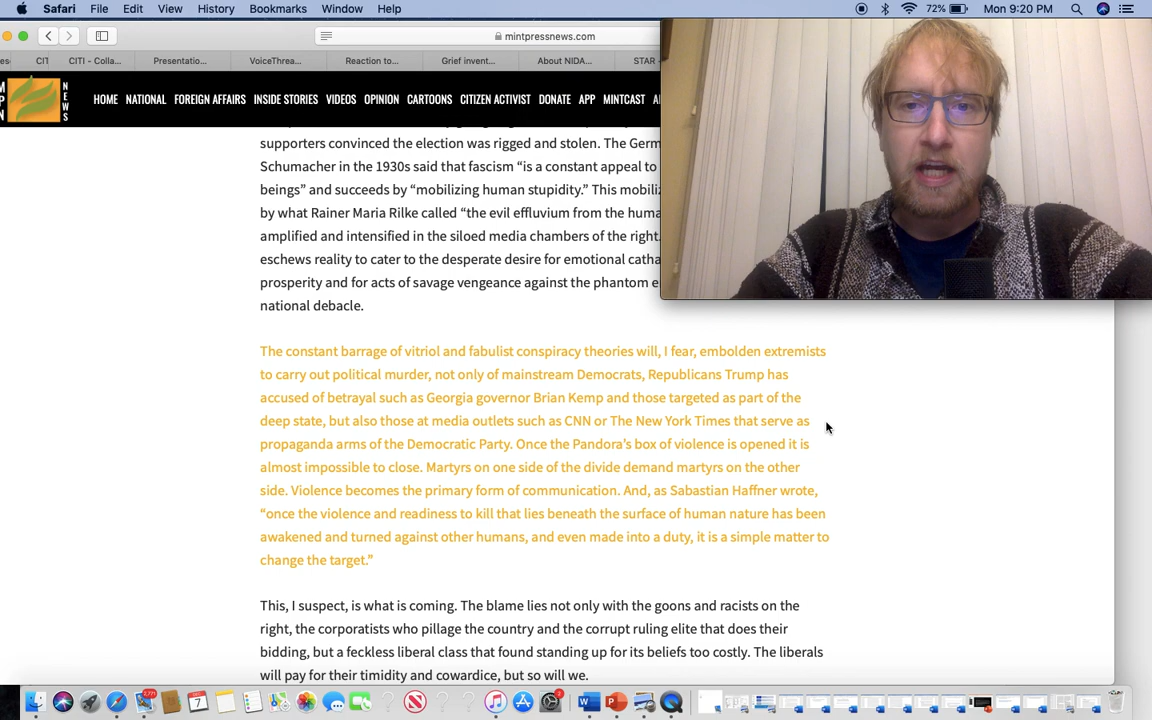 Safari File Edit View History Bookmarks Window Help 72% Mon 9:20 PM
mintpressnews.com
es CIT CITI - Colla... Presentatio... VoiceThrea... Reaction to... Grief invent... About NIDA... STAR
M P N NEWS HOME NATIONAL FOREIGN AFFAIRS INSIDE STORIES VIDEOS OPINION CARTOONS CITIZEN ACTIVIST DONATE APP MINTCAST
supporters convinced the election was rigged and stolen. The Germ
Schumacher in the 1930s said that fascism “is a constant appeal to
beings” and succeeds by “mobilizing human stupidity.” This mobiliz
by what Rainer Maria Rilke called “the evil effluvium from the huma
amplified and intensified in the siloed media chambers of the right.
eschews reality to cater to the desperate desire for emotional catha
prosperity and for acts of savage vengeance against the phantom e
national debacle.
The constant barrage of vitriol and fabulist conspiracy theories will, I fear, embolden extremists
to carry out political murder, not only of mainstream Democrats, Republicans Trump has
accused of betrayal such as Georgia governor Brian Kemp and those targeted as part of the
deep state, but also those at media outlets such as CNN or The New York Times that serve as
propaganda arms of the Democratic Party. Once the Pandora’s box of violence is opened it is
almost impossible to close. Martyrs on one side of the divide demand martyrs on the other
side. Violence becomes the primary form of communication. And, as Sabastian Haffner wrote,
“once the violence and readiness to kill that lies beneath the surface of human nature has been
awakened and turned against other humans, and even made into a duty, it is a simple matter to
change the target.”
This, I suspect, is what is coming. The blame lies not only with the goons and racists on the
right, the corporatists who pillage the country and the corrupt ruling elite that does their
bidding, but a feckless liberal class that found standing up for its beliefs too costly. The liberals
will pay for their timidity and cowardice, but so will we.